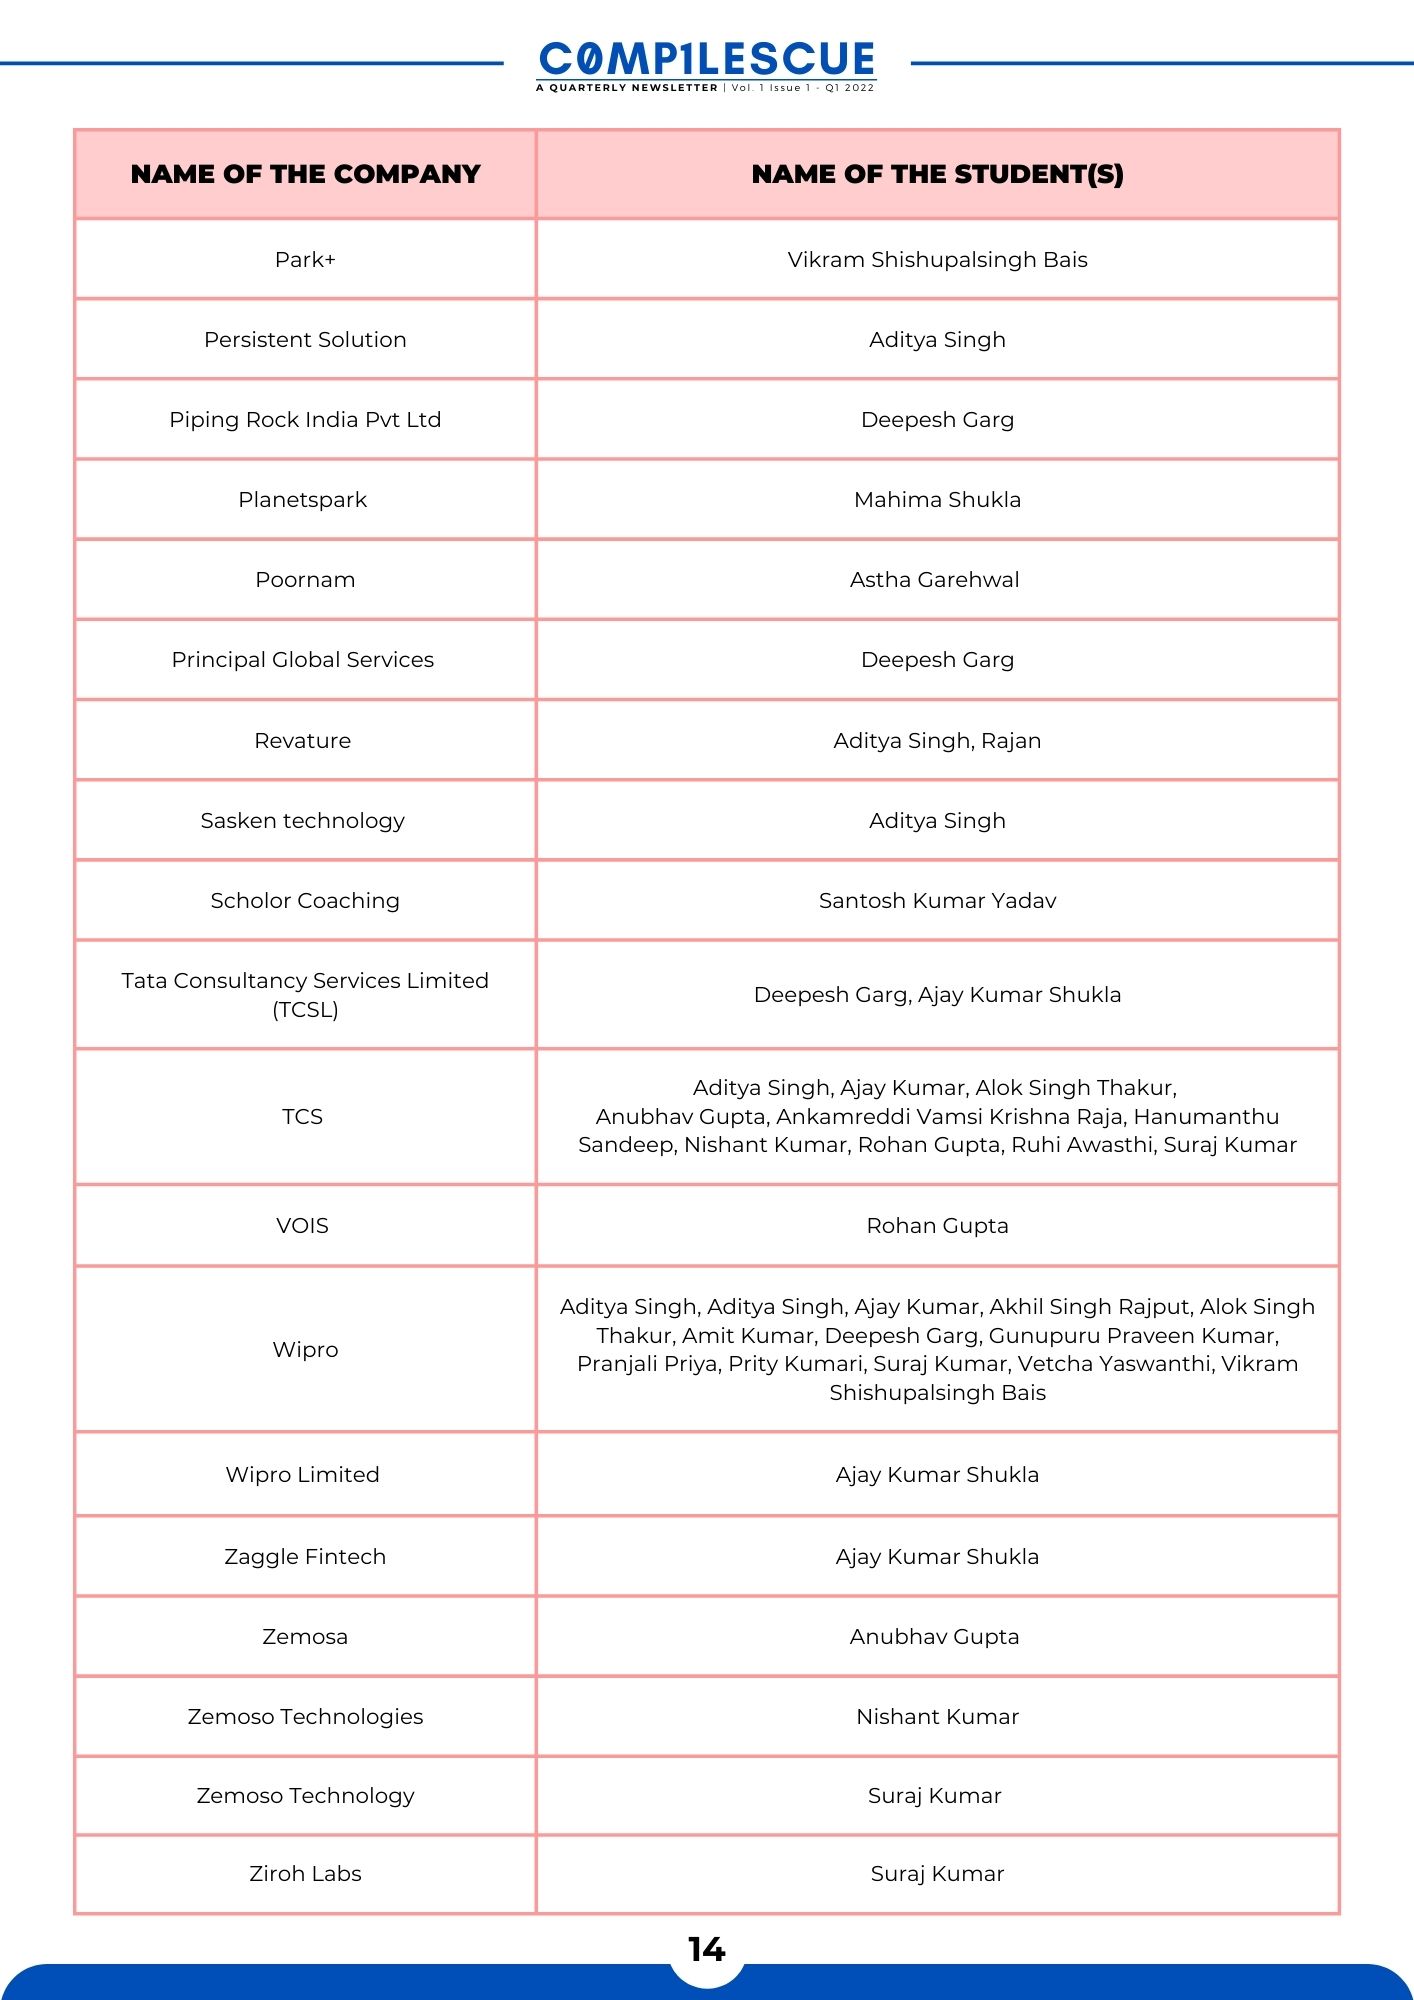 C0MP1LESCUE
A QUARTERLY NEWSLETTER | Vol. 1 Issue 1 - Q1 2022
NAME OF THE COMPANY
NAME OF THE STUDENT(S)
Park+
Vikram Shishupalsingh Bais
Persistent Solution
Aditya Singh
Piping Rock India Pvt Ltd
Deepesh Garg
Planetspark
Mahima Shukla
Poornam
Astha Garehwal
Principal Global Services
Deepesh Garg
Revature
Aditya Singh, Rajan
Sasken technology
Aditya Singh
Scholor Coaching
Santosh Kumar Yadav
Tata Consultancy Services Limited
(TCSL)
Deepesh Garg, Ajay Kumar Shukla
TCS
Aditya Singh, Ajay Kumar, Alok Singh Thakur,
Anubhav Gupta, Ankamreddi Vamsi Krishna Raja, Hanumanthu
Sandeep, Nishant Kumar, Rohan Gupta, Ruhi Awasthi, Suraj Kumar
VOIS
Rohan Gupta
Wipro
Aditya Singh, Aditya Singh, Ajay Kumar, Akhil Singh Rajput, Alok Singh
Thakur, Amit Kumar, Deepesh Garg, Gunupuru Praveen Kumar,
Pranjali Priya, Prity Kumari, Suraj Kumar, Vetcha Yaswanthi, Vikram
Shishupalsingh Bais
Wipro Limited
Ajay Kumar Shukla
Zaggle Fintech
Ajay Kumar Shukla
Zemosa
Anubhav Gupta
Zemoso Technologies
Nishant Kumar
Zemoso Technology
Suraj Kumar
Ziroh Labs
Suraj Kumar
14